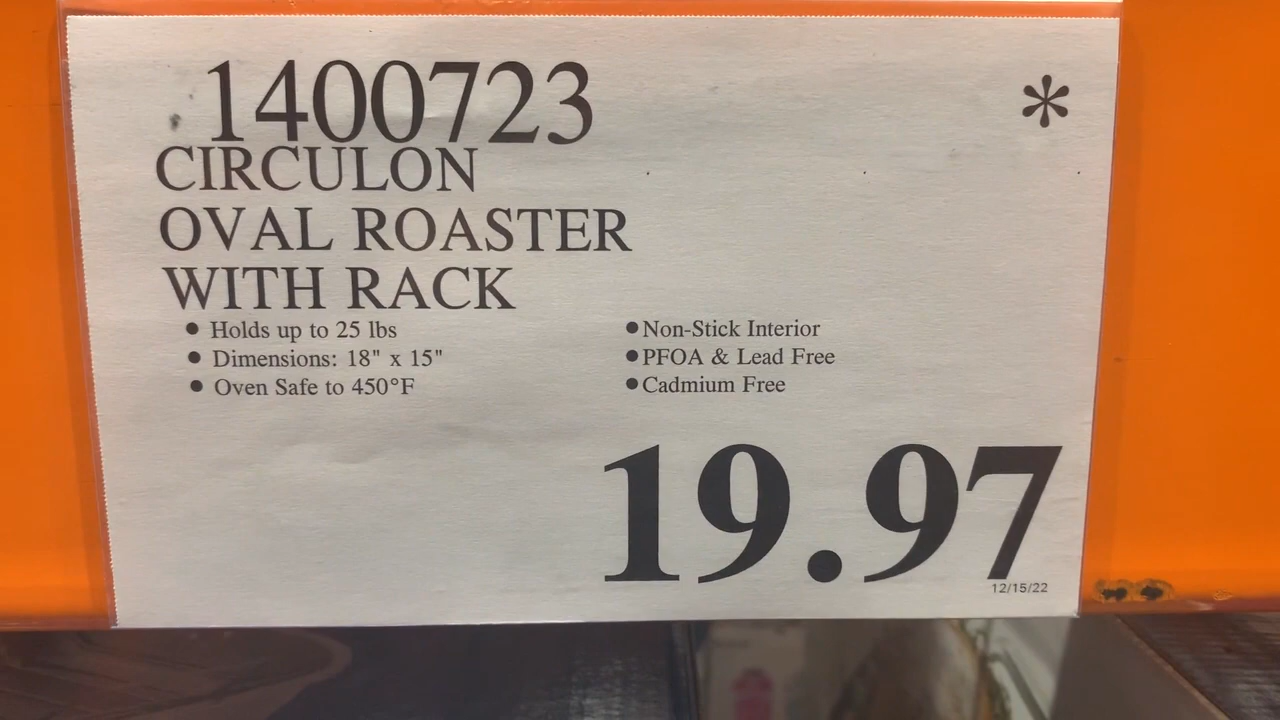 1400723 *
CIRCULON
OVAL ROASTER
WITH RACK
• Holds up to 25 lbs
• Dimensions: 18" x 15"
• Oven Safe to 450°F
• Non-Stick Interior
• PFOA & Lead Free
• Cadmium Free
19.97
12/15/22